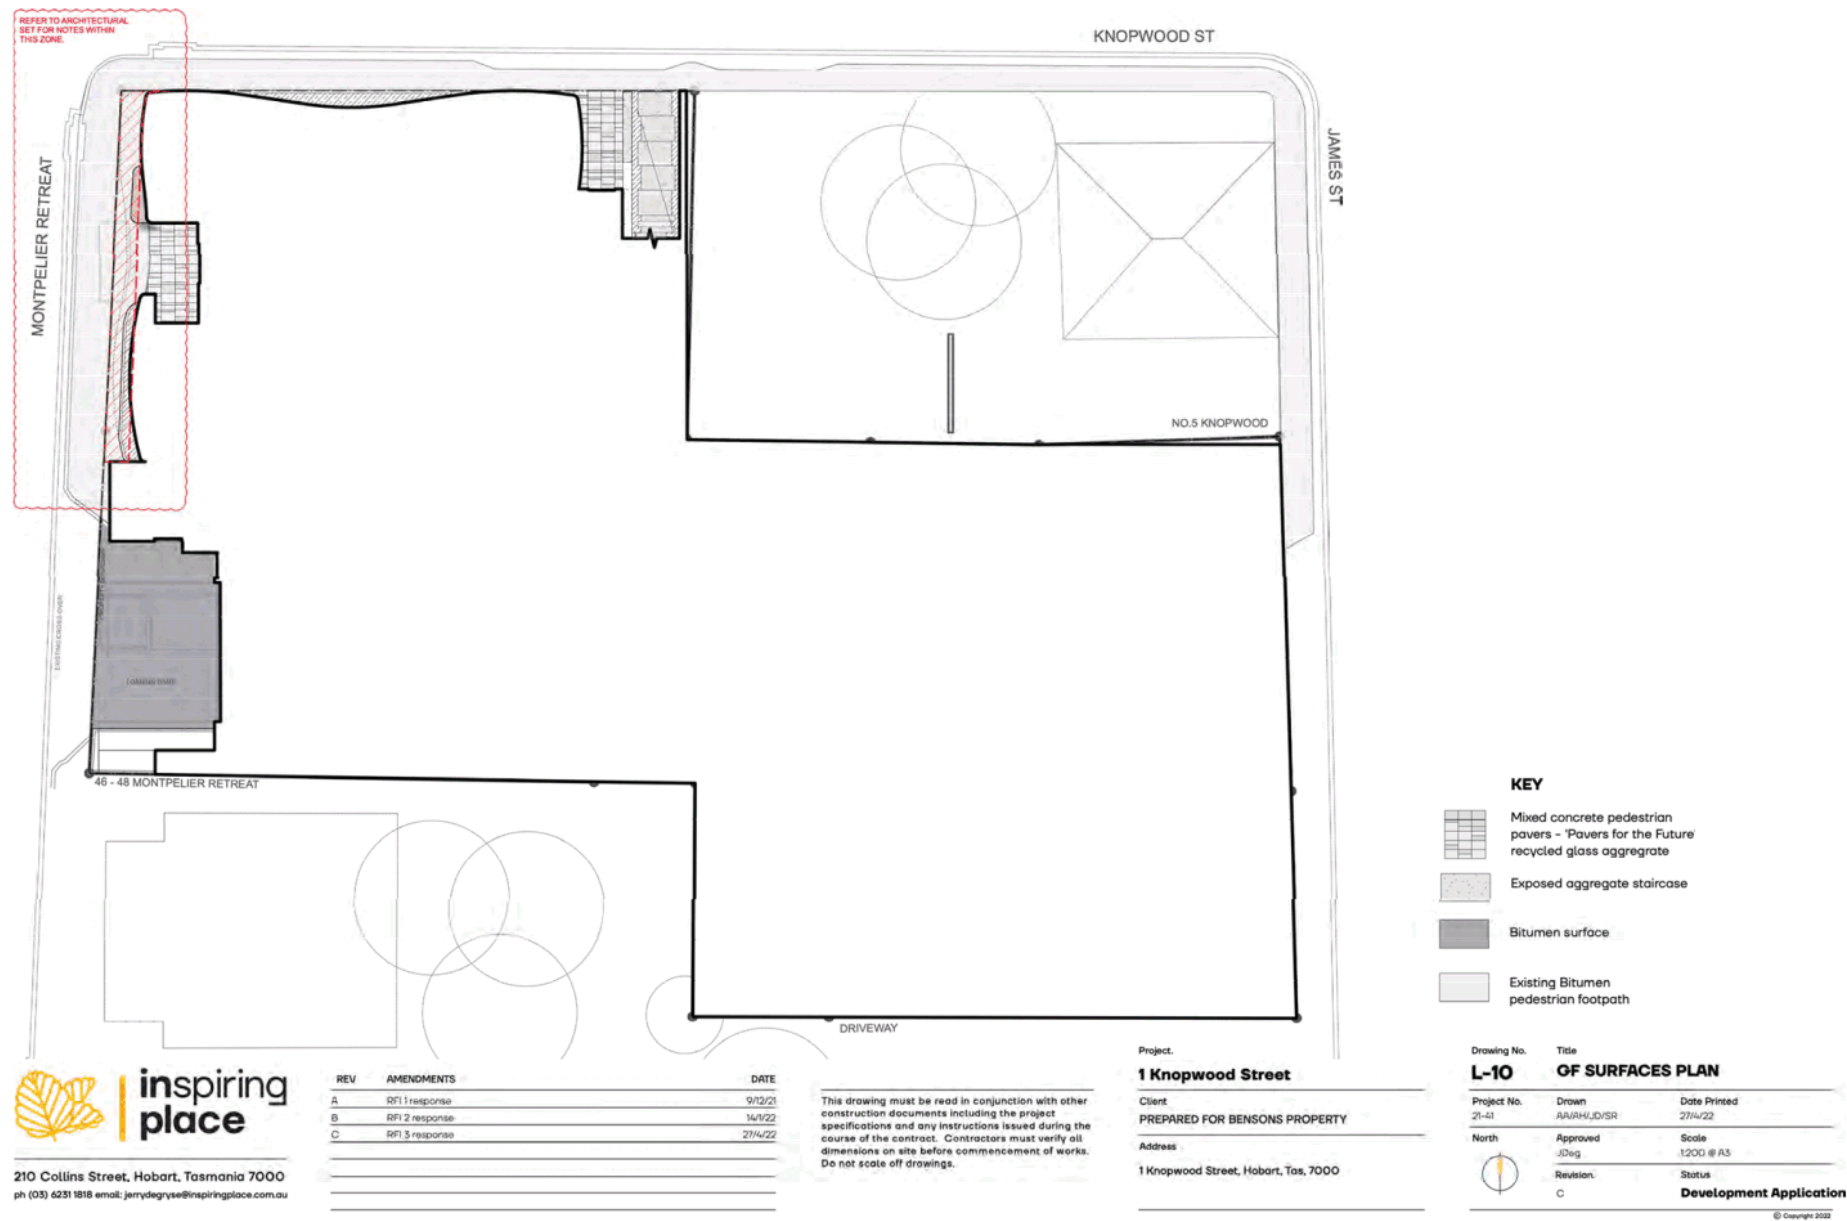 REFER TO ARCHITECTURAL
SET FOR NOTES WITHIN
THIS ZONE.
KNOPWOOD ST
MONTPELIER RETREAT
JAMES ST
NO.5 KNOPWOOD
EXISTING CROSS-OVER
46 - 48 MONTPELIER RETREAT
DRIVEWAY
KEY
Mixed concrete pedestrian
pavers - 'Pavers for the Future'
recycled glass aggregrate
Exposed aggregate staircase
Bitumen surface
Existing Bitumen
pedestrian footpath
inspiring
place
210 Collins Street, Hobart, Tasmania 7000
ph (03) 6231 1818 email: jerrydegryse@inspiringplace.com.au
REV AMENDMENTS DATE
A RFI 1 response 9/12/21
B RFI 2 response 14/1/22
C RFI 3 response 27/4/22
This drawing must be read in conjunction with other
construction documents including the project
specifications and any instructions issued during the
course of the contract. Contractors must verify all
dimensions on site before commencement of works.
Do not scale off drawings.
Project.
1 Knopwood Street
Client
PREPARED FOR BENSONS PROPERTY
Address
1 Knopwood Street, Hobart, Tas, 7000
Drawing No. Title
L-10 GF SURFACES PLAN
Project No. Drawn Date Printed
21-41 AA/AH/JD/SR 27/4/22
North Approved Scale
JDeg 1:200 @ A3
Revision. Status
C Development Application
© Copyright 2022